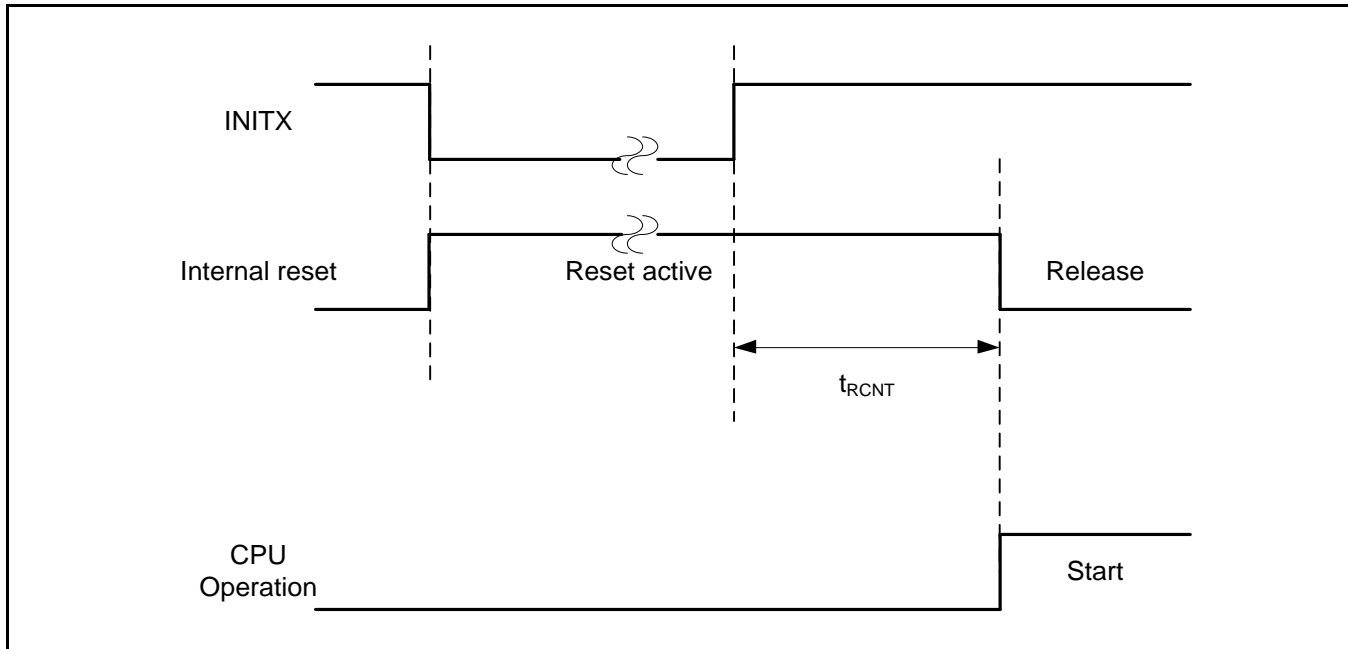 INITX
Internal reset
Reset active
Release
tRCNT
CPU
Operation
Start